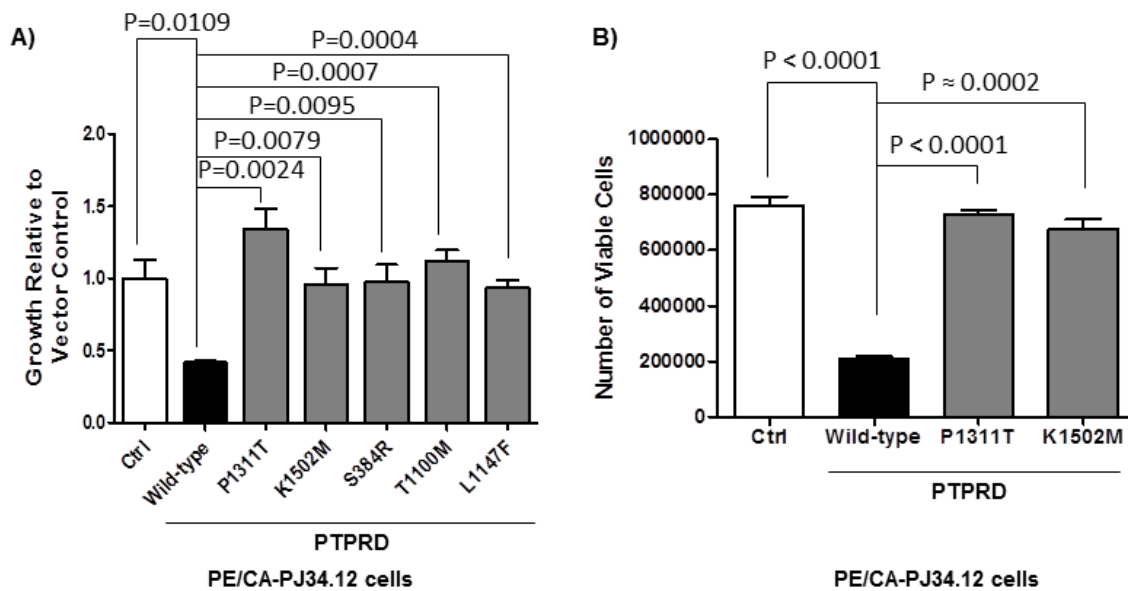 A)
P=0.0109
P=0.0004
P=0.0007
P=0.0095
P=0.0079
P=0.0024
Growth Relative to
Vector Control
2.0
1.5
1.0
0.5
0.0
Ctrl
Wild-type
P1311T
K1502M
S384R
T1100M
L1147F
PTPRD
PE/CA-PJ34.12 cells
B)
P < 0.0001
P ≈ 0.0002
P < 0.0001
Number of Viable Cells
1000000
800000
600000
400000
200000
0
Ctrl
Wild-type
P1311T
K1502M
PTPRD
PE/CA-PJ34.12 cells